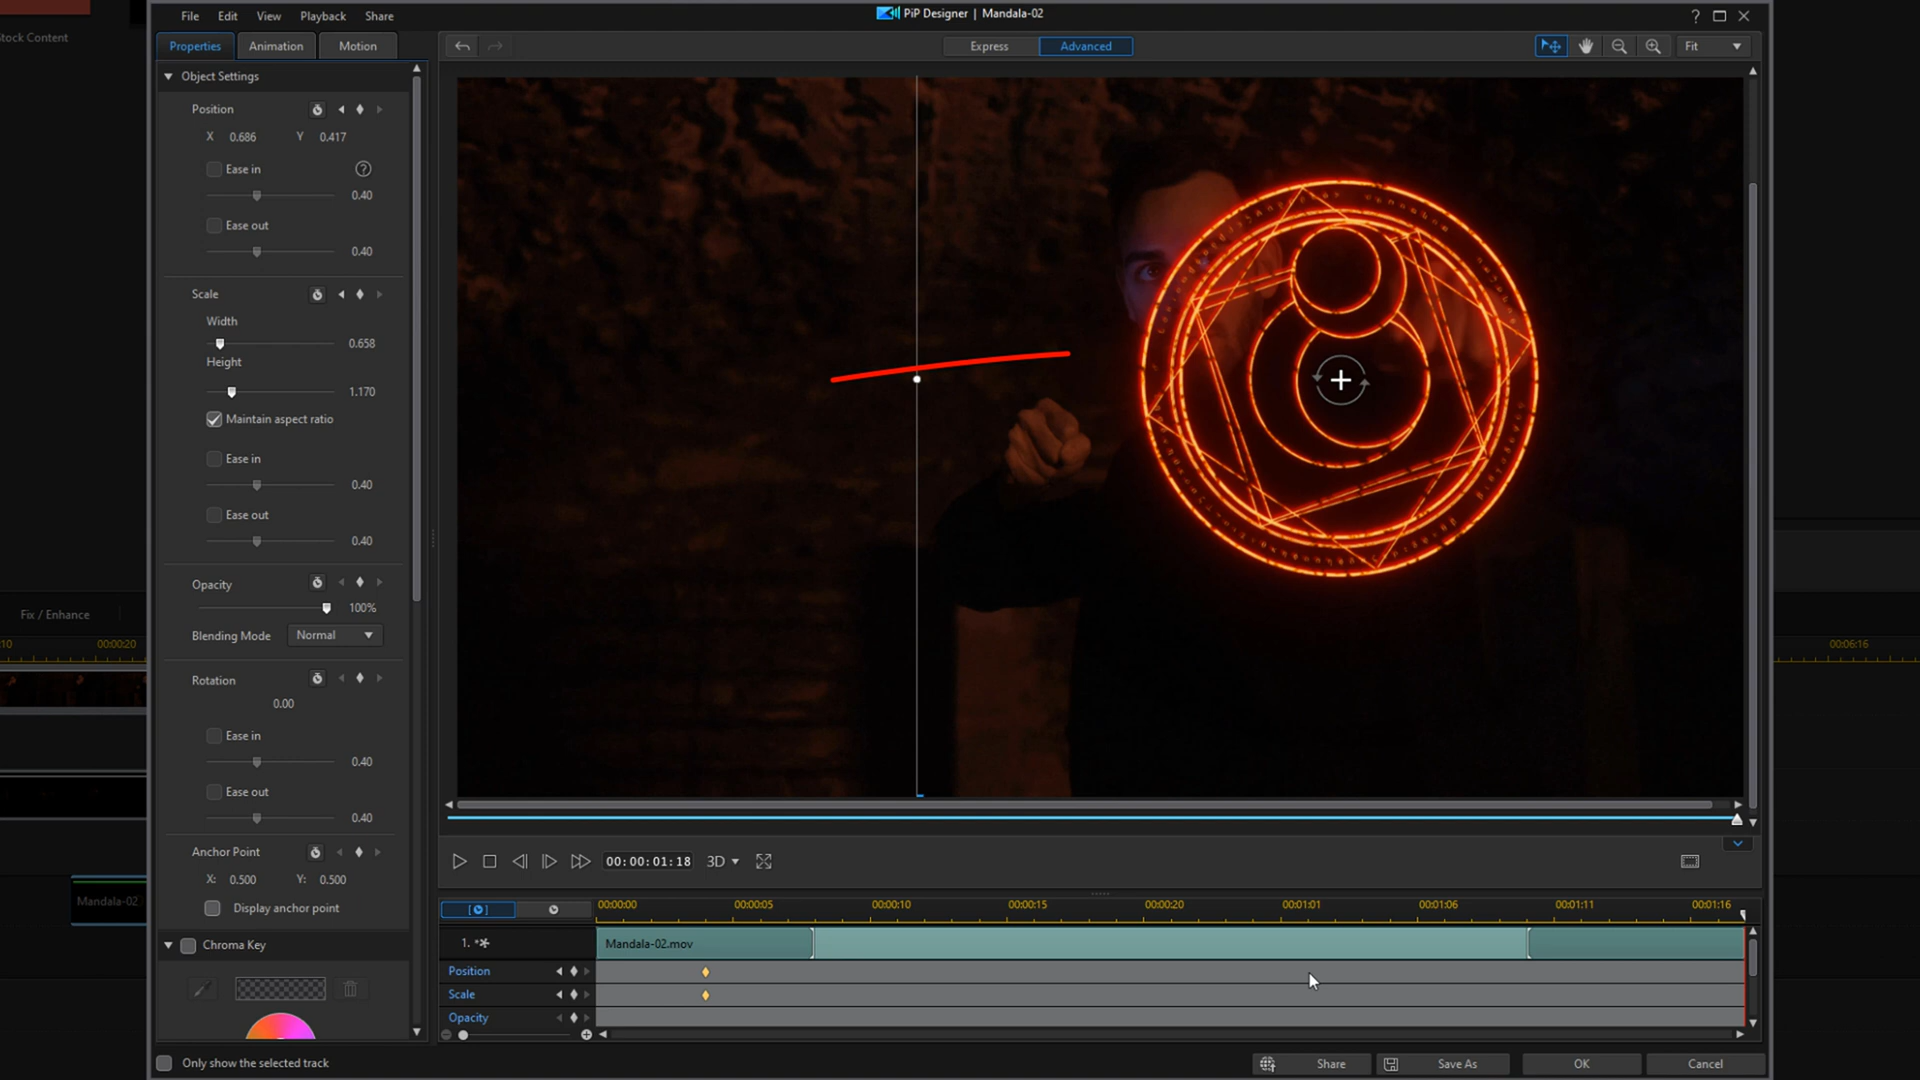 File Edit View Playback Share
PiP Designer | Mandala-02
?
Stock Content
Properties Animation Motion
Express Advanced
Fit
Object Settings
Position
X 0.686 Y 0.417
Ease in ?
0.40
Ease out
0.40
Scale
Width
0.658
Height
1.170
Maintain aspect ratio
Ease in
0.40
Ease out
0.40
Opacity
100%
Blending Mode Normal
Rotation
0.00
Ease in
0.40
Ease out
0.40
Anchor Point
X: 0.500 Y: 0.500
Display anchor point
Chroma Key
Fix / Enhance
:10 00:00:20
00:06:16
Mandala-02
00:00:01:18 3D
00:00:00 00:00:05 00:00:10 00:00:15 00:00:20 00:01:01 00:01:06 00:01:11 00:01:16
1. Mandala-02.mov
Position
Scale
Opacity
Only show the selected track
Share Save As OK Cancel